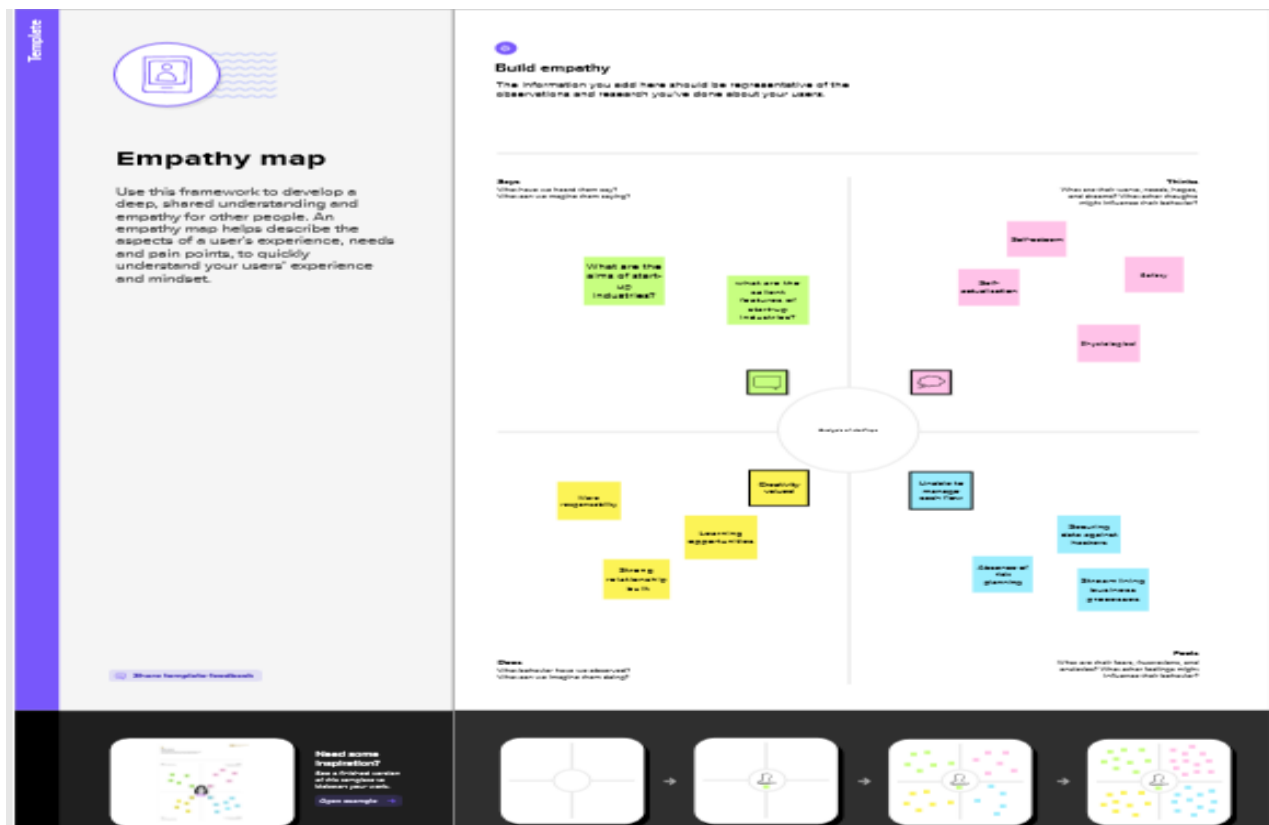 Template
Empathy map
Use this framework to develop a
deep, shared understanding and
empathy for other people. An
empathy map helps describe the
aspects of a user's experience, needs
and pain points, to quickly
understand your users' experience
and mindset.
Share template feedback
Build empathy
The information you add here should be representative of the
observations and research you've done about your users.
Says
What have we heard them say?
What can we imagine them saying?
Thinks
What are their wants, needs, hopes,
and dreams? What other thoughts
might influence their behavior?
What are the
aims of start-
up
industries?
what are the
salient
features of
startup
industries?
Self-esteem
Self-
actualisation
Safety
Physiological
Analysis of startups
More
responsibility
Creativity
valued
Learning
opportunities
Strong
relationship
built
Unable to
manage
cash flow
Securing
data against
hackers
Absence of
risk
planning
Stream lining
business
processes
Does
What behavior have we observed?
What can we imagine them doing?
Feels
What are their fears, frustrations, and
anxieties? What other feelings might
influence their behavior?
Need some
inspiration?
See a finished version
of this template to
kickstart your work.
Open example